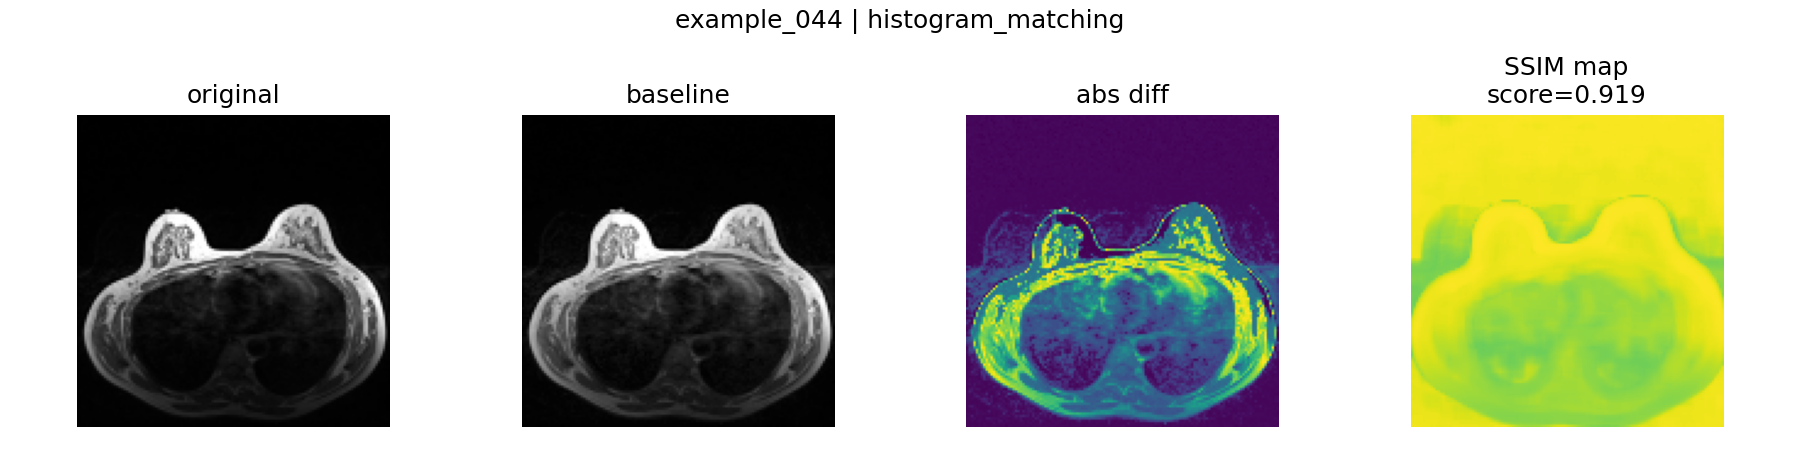 example_044 | histogram_matching
original
baseline
abs diff
SSIM map
score=0.919